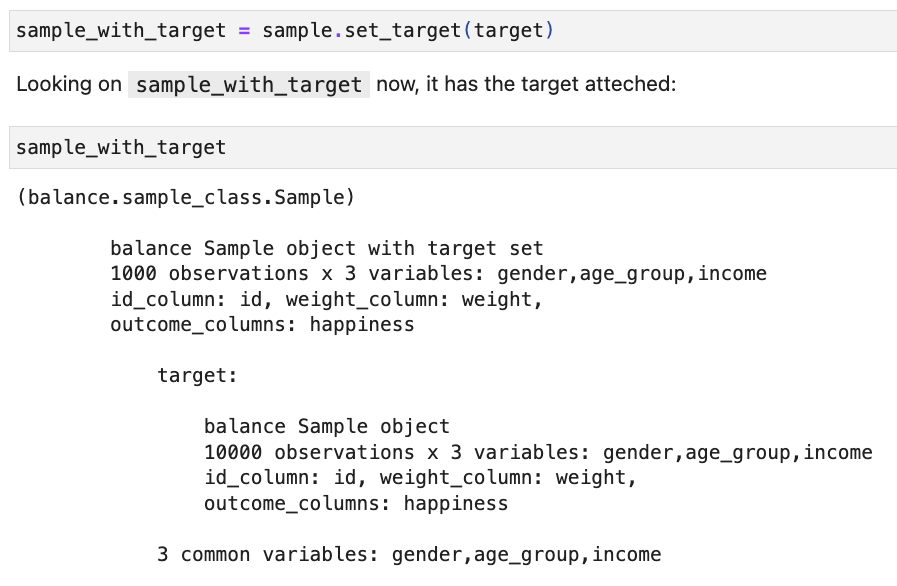 sample_with_target = sample.set_target(target)
Looking on sample_with_target now, it has the target atteched:
sample_with_target
(balance.sample_class.Sample)
balance Sample object with target set
1000 observations x 3 variables: gender,age_group,income
id_column: id, weight_column: weight,
outcome_columns: happiness
target:
balance Sample object
10000 observations x 3 variables: gender,age_group,income
id_column: id, weight_column: weight,
outcome_columns: happiness
3 common variables: gender,age_group,income